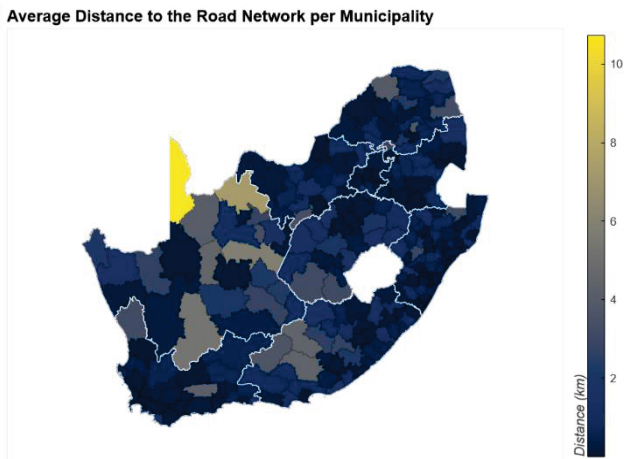 Average Distance to the Road Network per Municipality
10
8
6
4
2
Distance (km)